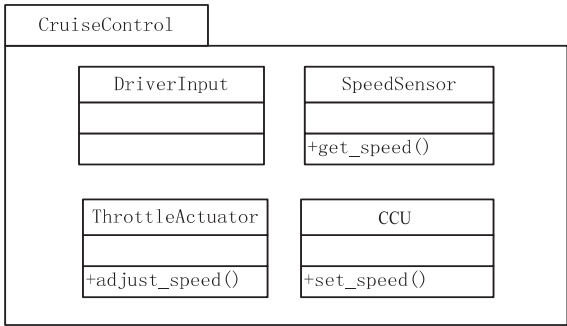 CruiseControl
DriverInput
SpeedSensor
+get_speed()
ThrottleActuator
CCU
+adjust_speed()
+set_speed()